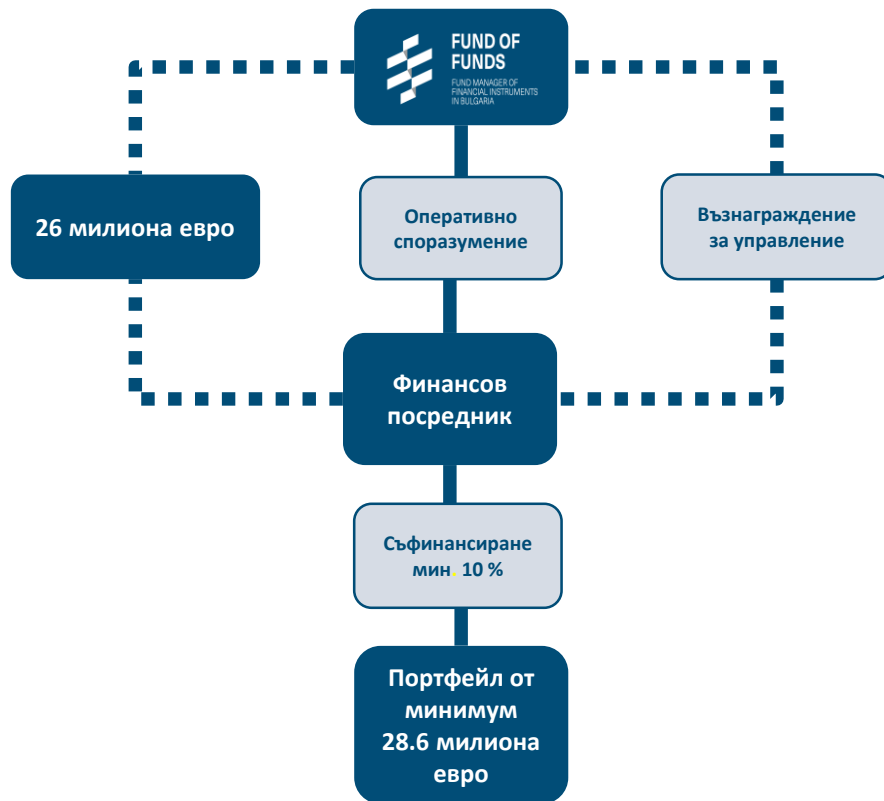 FUND OF
FUNDS
FUND MANAGER OF
FINANCIAL INSTRUMENTS
IN BULGARIA
26 милиона евро
Оперативно
споразумение
Възнаграждение
за управление
Финансов
посредник
Съфинансиране
мин. 10 %
Портфейл от
минимум
28.6 милиона
евро